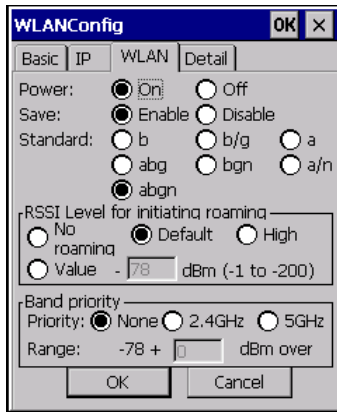 WLANConfig OK ×
Basic IP WLAN Detail
Power: On Off
Save: Enable Disable
Standard: b b/g a
abg bgn a/n
abgn
RSSI Level for initiating roaming
No roaming Default High
Value - 78 dBm (-1 to -200)
Band priority
Priority: None 2.4GHz 5GHz
Range: -78 + 0 dBm over
OK Cancel